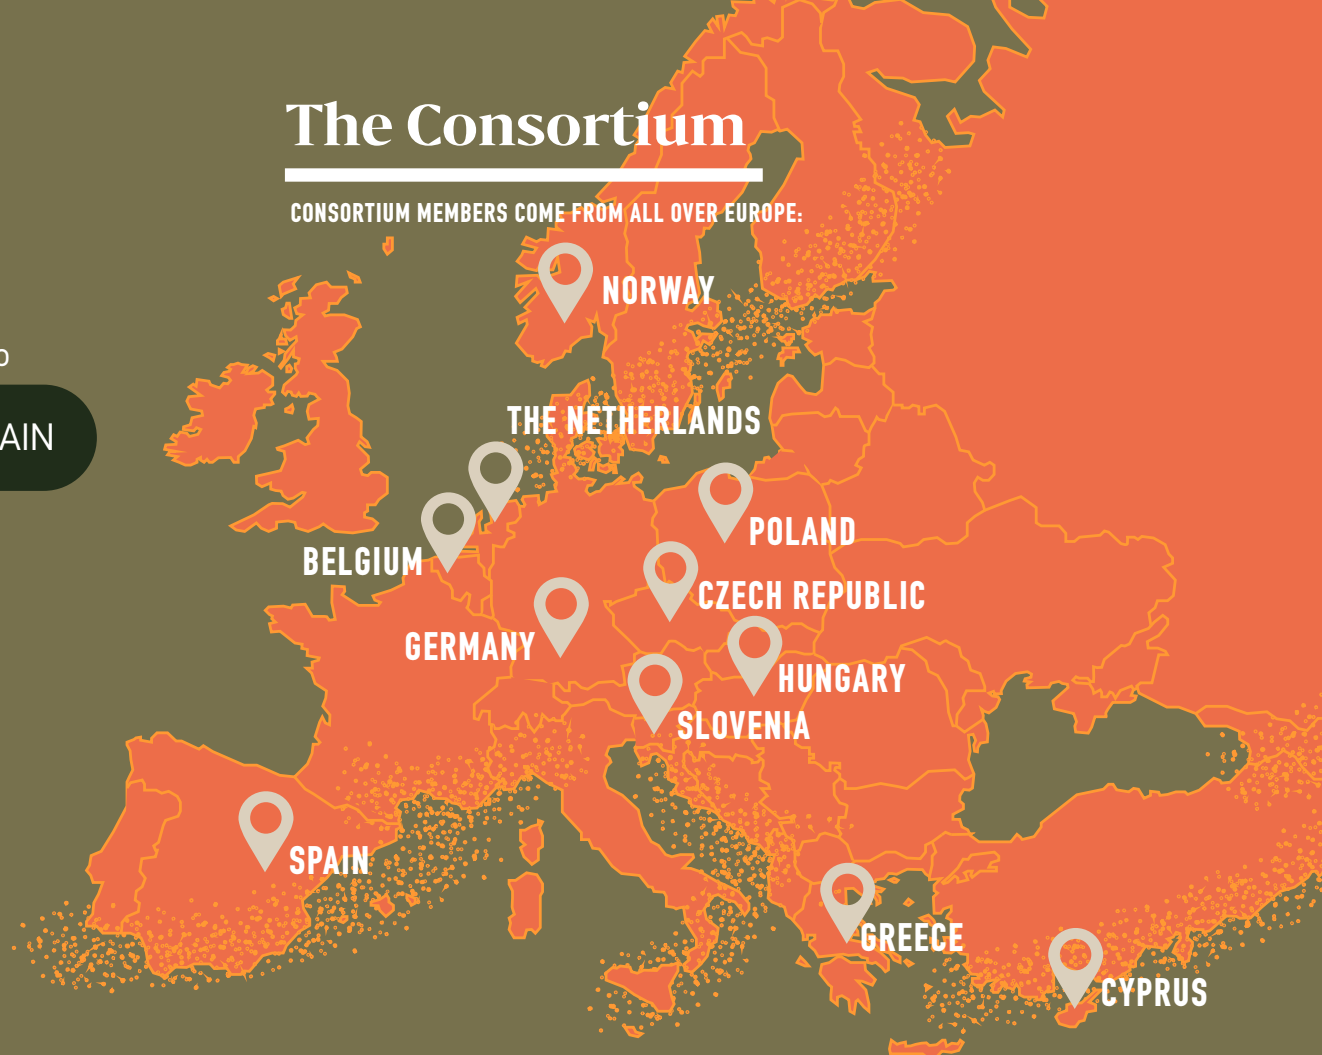 The Consortium
CONSORTIUM MEMBERS COME FROM ALL OVER EUROPE:
NORWAY
THE NETHERLANDS
AIN
POLAND
BELGIUM
CZECH REPUBLIC
GERMANY
HUNGARY
SLOVENIA
SPAIN
GREECE
CYPRUS